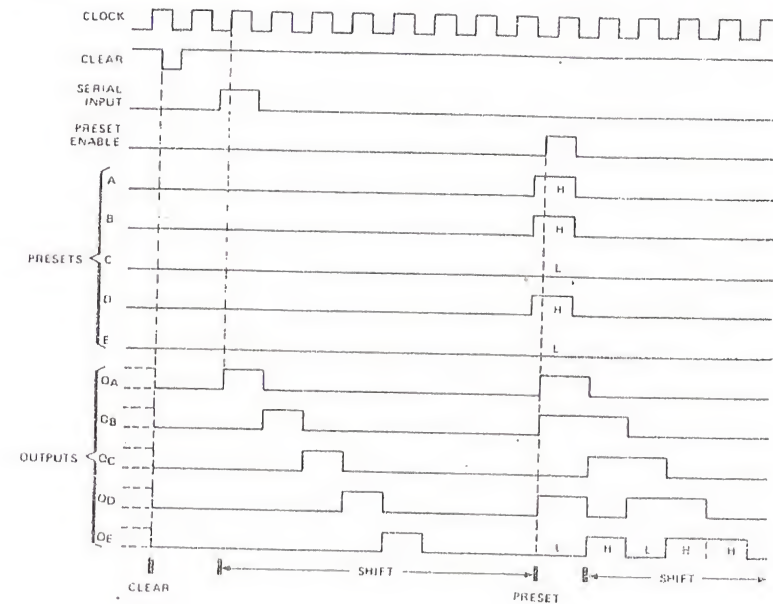 CLOCK
CLEAR
SERIAL
INPUT
PRESET
ENABLE
A
H
B
H
PRESETS
C
L
D
H
E
L
QA
QB
OUTPUTS
QC
QD
QE
L
H
L
H
H
SHIFT
SHIFT
CLEAR
PRESET